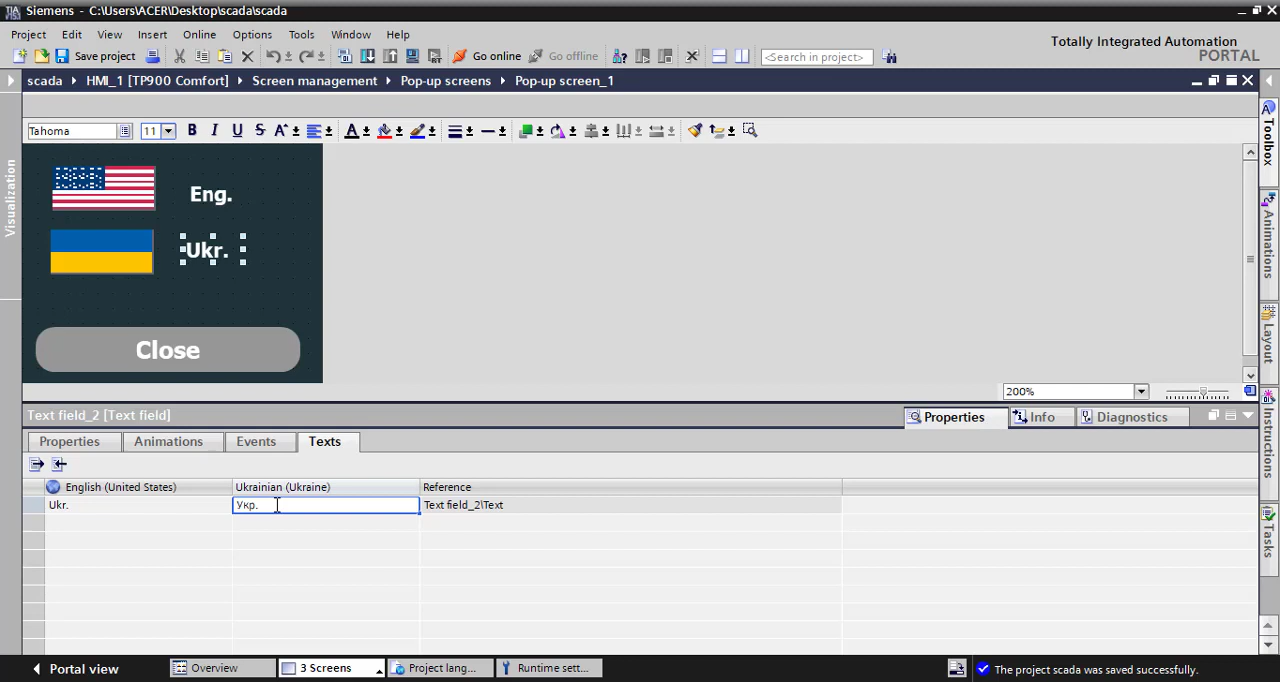 Siemens - C:\Users\ACER\Desktop\scada\scada
Project Edit View Insert Online Options Tools Window Help
Totally Integrated Automation
PORTAL
Save project Go online Go offline <Search in project>
scada HMI_1 [TP900 Comfort] Screen management Pop-up screens Pop-up screen_1
Tahoma 11 B I U S A A
Visualization
Eng.
Ukr.
Close
Toolbox
Animations
Layout
Instructions
Tasks
200%
Text field_2 [Text field]
Properties Info Diagnostics
Properties Animations Events Texts
English (United States) Ukrainian (Ukraine) Reference
Ukr. Укр. Text field_2\Text
Portal view Overview 3 Screens Project lang... Runtime sett... The project scada was saved successfully.